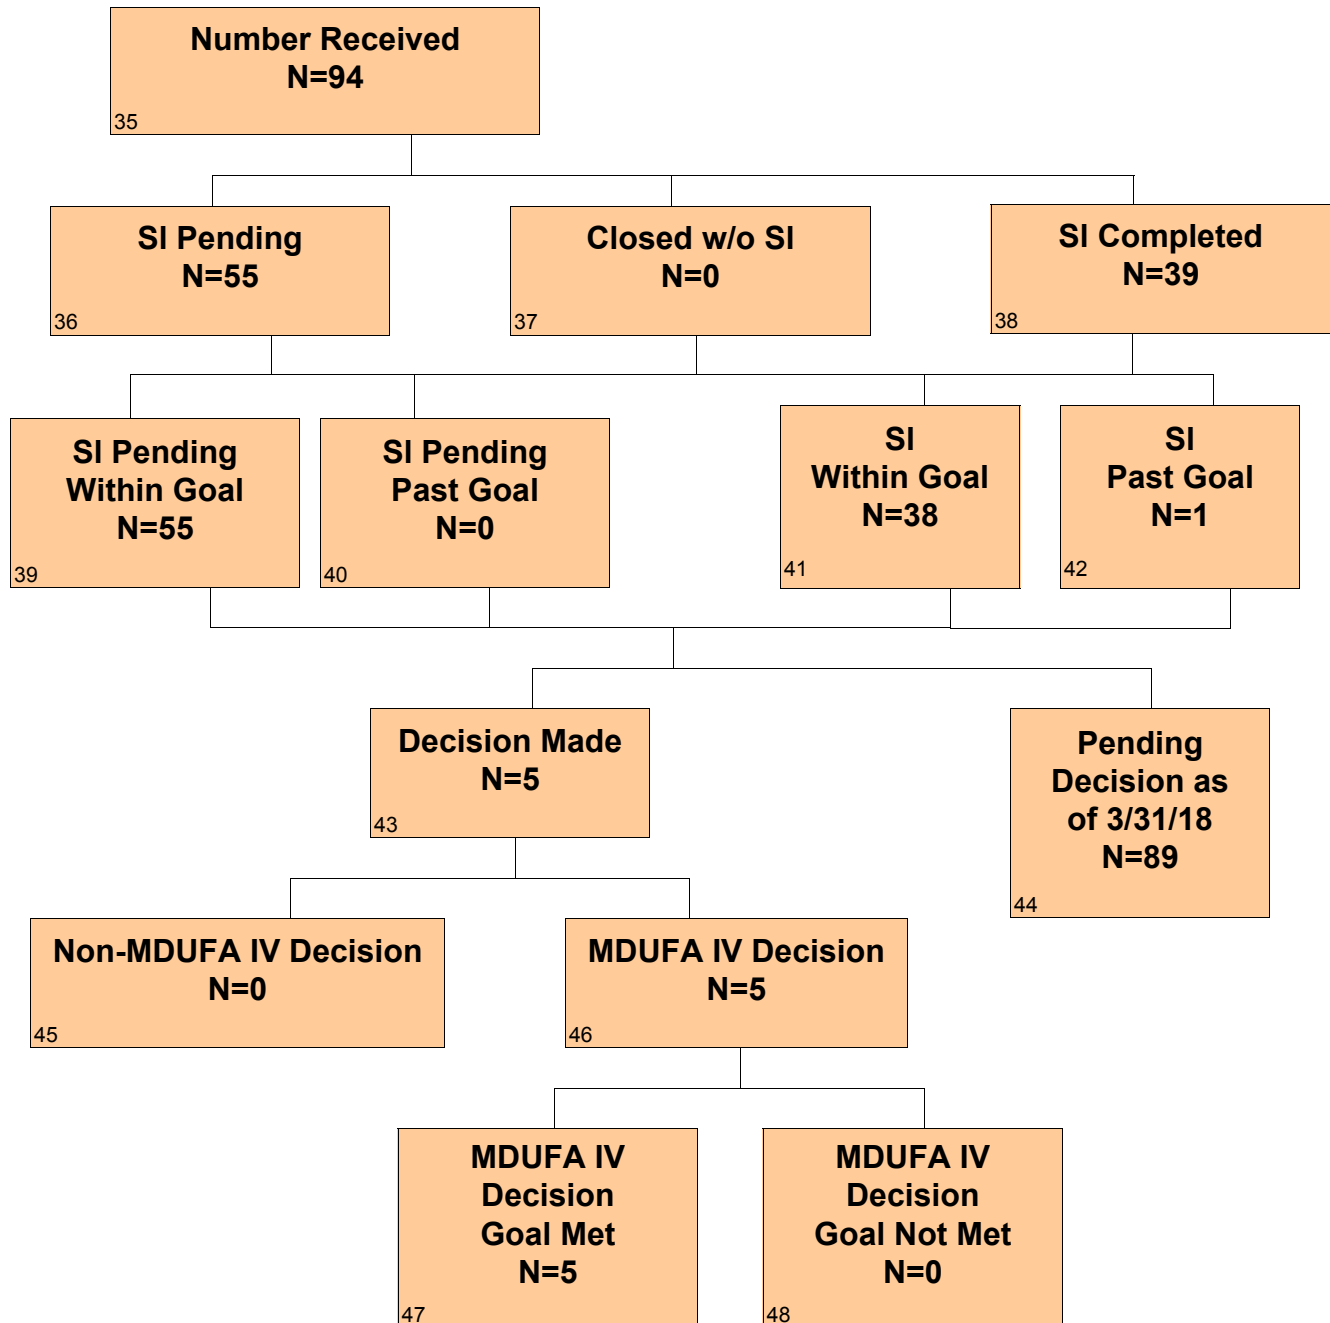 Number Received
N=94
35
SI Pending
N=55
36
Closed w/o SI
N=0
37
SI Completed
N=39
38
SI Pending
Within Goal
N=55
39
SI Pending
Past Goal
N=0
40
SI
Within Goal
N=38
41
SI
Past Goal
N=1
42
Decision Made
N=5
43
Pending
Decision as
of 3/31/18
N=89
44
Non-MDUFA IV Decision
N=0
45
MDUFA IV Decision
N=5
46
MDUFA IV
Decision
Goal Met
N=5
47
MDUFA IV
Decision
Goal Not Met
N=0
48